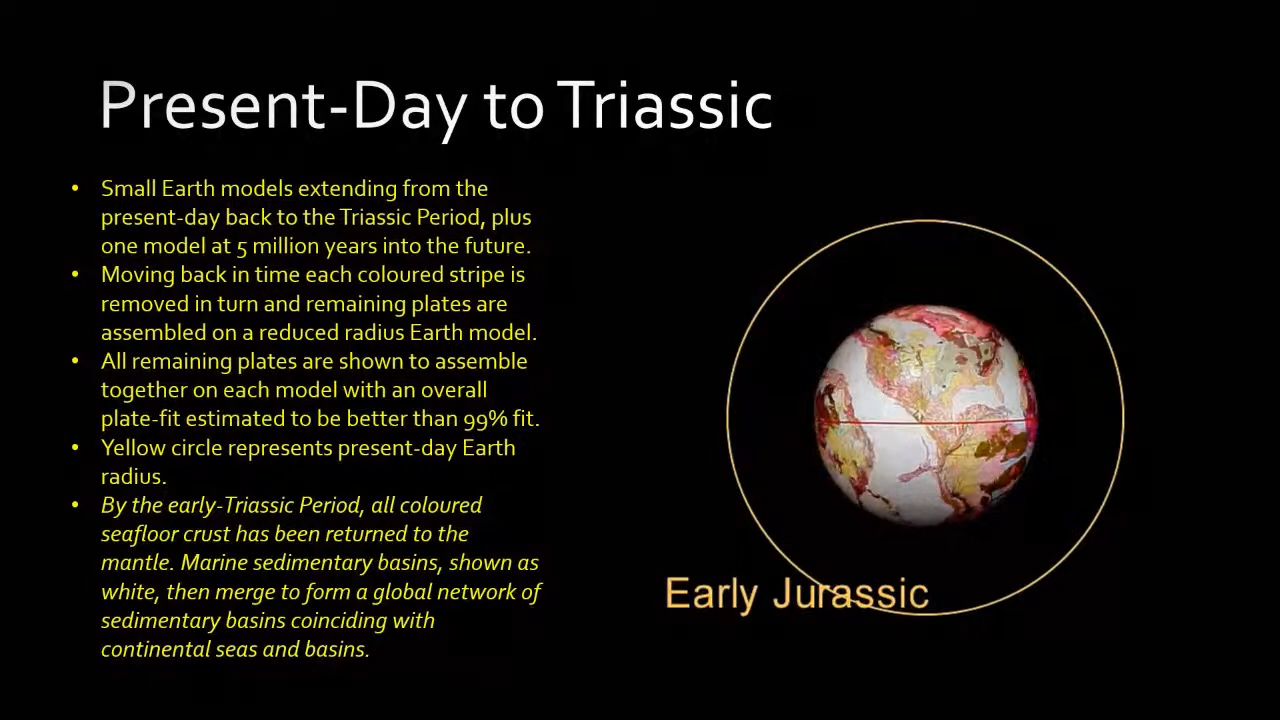 Present-Day to Triassic
• Small Earth models extending from the
present-day back to the Triassic Period, plus
one model at 5 million years into the future.
• Moving back in time each coloured stripe is
removed in turn and remaining plates are
assembled on a reduced radius Earth model.
• All remaining plates are shown to assemble
together on each model with an overall
plate-fit estimated to be better than 99% fit.
• Yellow circle represents present-day Earth
radius.
• By the early-Triassic Period, all coloured
seafloor crust has been returned to the
mantle. Marine sedimentary basins, shown as
white, then merge to form a global network of
sedimentary basins coinciding with
continental seas and basins.
Early Jurassic